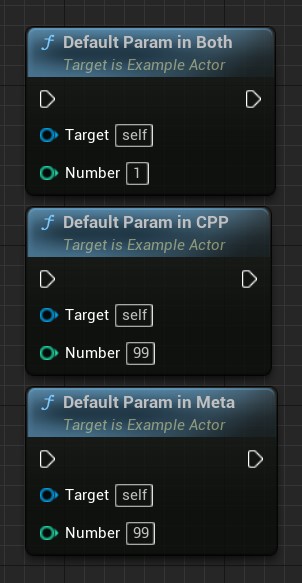 f Default Param in Both
Target is Example Actor
Target self
Number 1
f Default Param in CPP
Target is Example Actor
Target self
Number 99
f Default Param in Meta
Target is Example Actor
Target self
Number 99